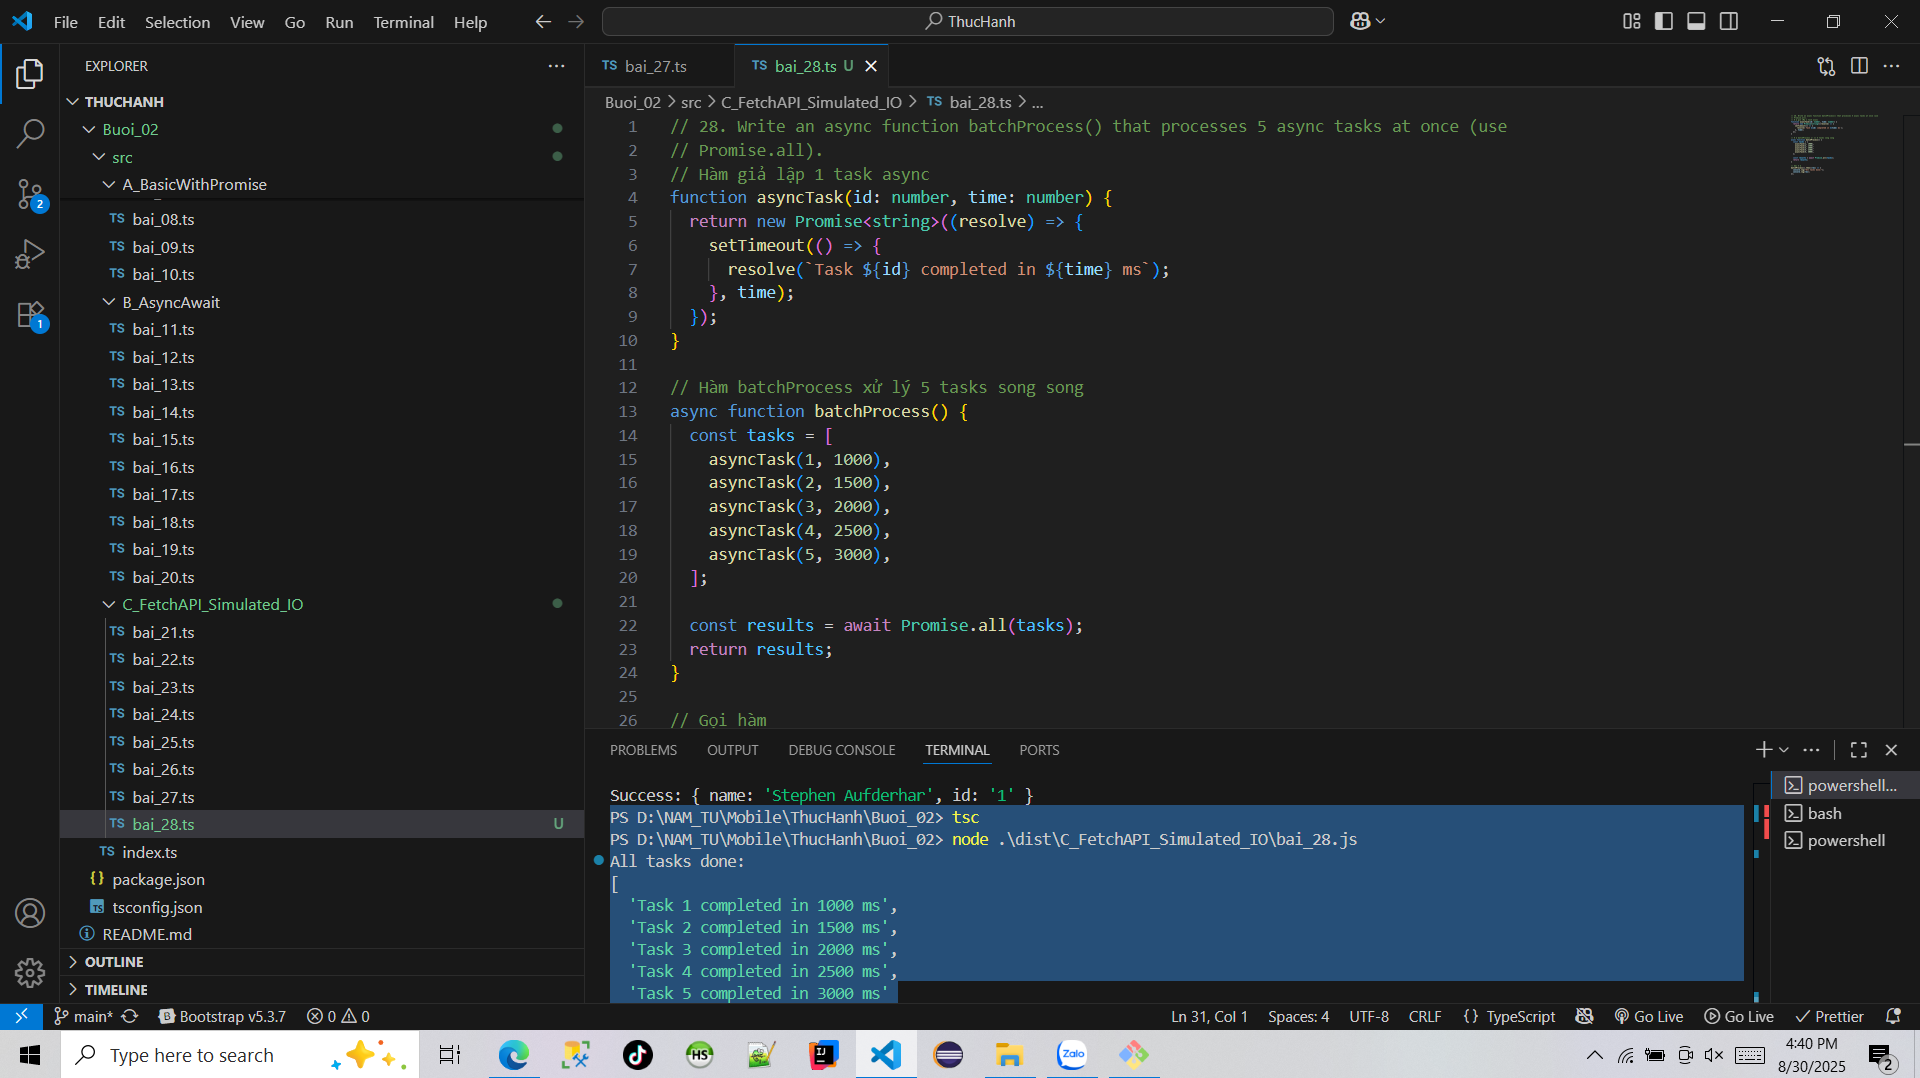 File Edit Selection View Go Run Terminal Help
ThucHanh
EXPLORER
THUCHANH
Buoi_02
src
A_BasicWithPromise
TS bai_08.ts
TS bai_09.ts
TS bai_10.ts
B_AsyncAwait
TS bai_11.ts
TS bai_12.ts
TS bai_13.ts
TS bai_14.ts
TS bai_15.ts
TS bai_16.ts
TS bai_17.ts
TS bai_18.ts
TS bai_19.ts
TS bai_20.ts
C_FetchAPI_Simulated_IO
TS bai_21.ts
TS bai_22.ts
TS bai_23.ts
TS bai_24.ts
TS bai_25.ts
TS bai_26.ts
TS bai_27.ts
TS bai_28.ts U
TS index.ts
{} package.json
TS tsconfig.json
README.md
OUTLINE
TIMELINE
2
1
TS bai_27.ts
TS bai_28.ts U
Buoi_02 > src > C_FetchAPI_Simulated_IO > TS bai_28.ts > ...
1 // 28. Write an async function batchProcess() that processes 5 async tasks at once (use
2 // Promise.all).
3 // Hàm giả lập 1 task async
4 function asyncTask(id: number, time: number) {
5 return new Promise<string>((resolve) => {
6 setTimeout(() => {
7 resolve(`Task ${id} completed in ${time} ms`);
8 }, time);
9 });
10 }
11
12 // Hàm batchProcess xử lý 5 tasks song song
13 async function batchProcess() {
14 const tasks = [
15 asyncTask(1, 1000),
16 asyncTask(2, 1500),
17 asyncTask(3, 2000),
18 asyncTask(4, 2500),
19 asyncTask(5, 3000),
20 ];
21
22 const results = await Promise.all(tasks);
23 return results;
24 }
25
26 // Gọi hàm
PROBLEMS OUTPUT DEBUG CONSOLE TERMINAL PORTS
Success: { name: 'Stephen Aufderhar', id: '1' }
PS D:\NAM_TU\Mobile\ThucHanh\Buoi_02> tsc
PS D:\NAM_TU\Mobile\ThucHanh\Buoi_02> node .\dist\C_FetchAPI_Simulated_IO\bai_28.js
All tasks done:
[
'Task 1 completed in 1000 ms',
'Task 2 completed in 1500 ms',
'Task 3 completed in 2000 ms',
'Task 4 completed in 2500 ms',
'Task 5 completed in 3000 ms'
powershell...
bash
powershell
main* Bootstrap v5.3.7 0 0 Ln 31, Col 1 Spaces: 4 UTF-8 CRLF {} TypeScript Go Live Go Live Prettier
Type here to search
HS
IJ
Zalo
4:40 PM
8/30/2025
2